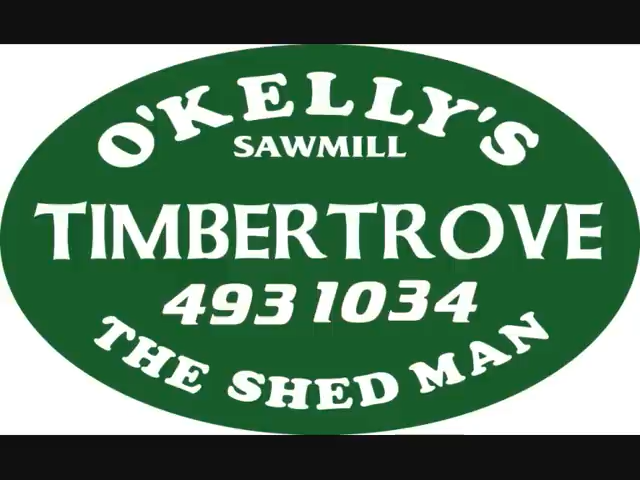 O'KELLY'S
SAWMILL
TIMBERTROVE
493 1034
THE SHED MAN